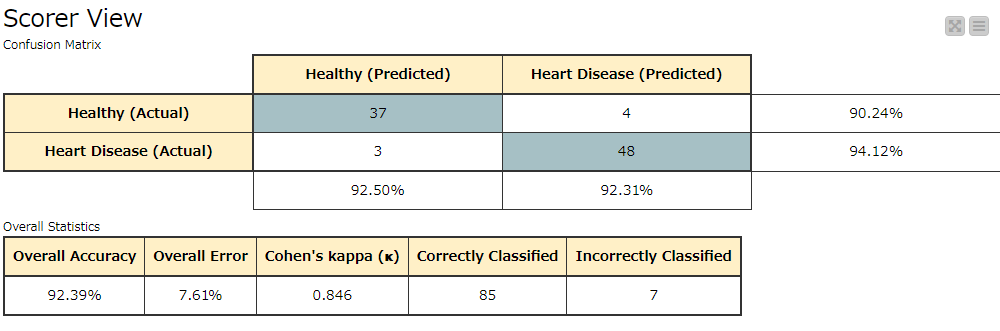 Scorer View
Confusion Matrix
Healthy (Predicted) Heart Disease (Predicted)
Healthy (Actual) 37 4 90.24%
Heart Disease (Actual) 3 48 94.12%
92.50% 92.31%
Overall Statistics
Overall Accuracy Overall Error Cohen's kappa (κ) Correctly Classified Incorrectly Classified
92.39% 7.61% 0.846 85 7